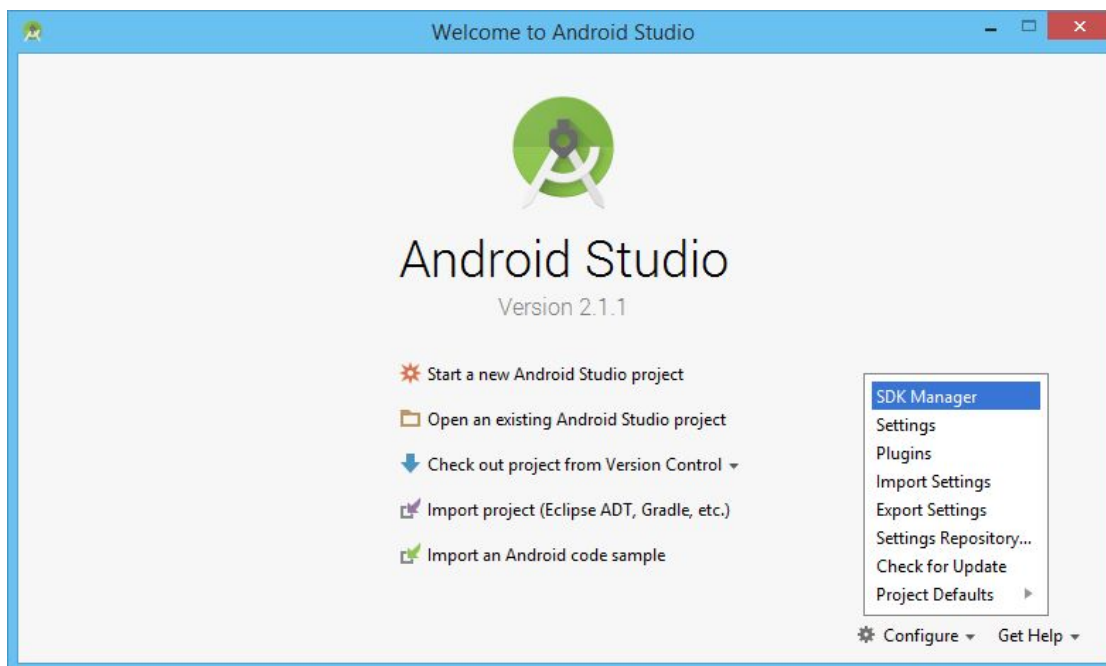 Welcome to Android Studio
Android Studio
Version 2.1.1
Start a new Android Studio project
Open an existing Android Studio project
Check out project from Version Control
Import project (Eclipse ADT, Gradle, etc.)
Import an Android code sample
SDK Manager
Settings
Plugins
Import Settings
Export Settings
Settings Repository...
Check for Update
Project Defaults
Configure Get Help